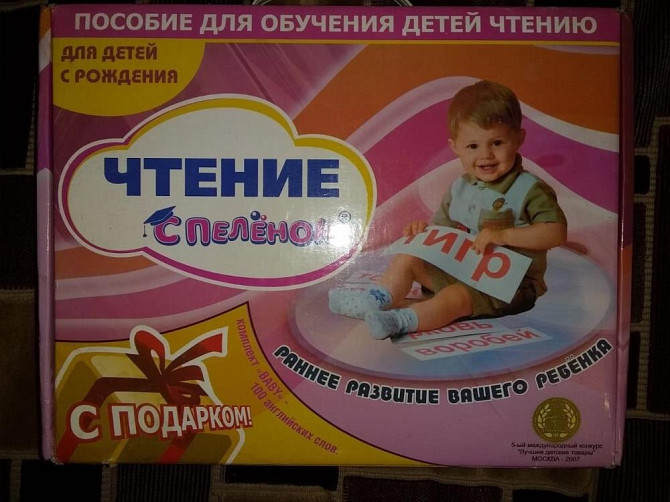 ПОСОБИЕ ДЛЯ ОБУЧЕНИЯ ДЕТЕЙ ЧТЕНИЮ
ДЛЯ ДЕТЕЙ
С РОЖДЕНИЯ
ЧТЕНИЕ
С ПЕЛЁНОК®
тигр
воробей
РАННЕЕ РАЗВИТИЕ ВАШЕГО РЕБЁНКА
комплект "BABY" -
100 английских слов.
С ПОДАРКОМ!
5-ый международный конкурс
"Лучшие детские товары"
МОСКВА - 2007